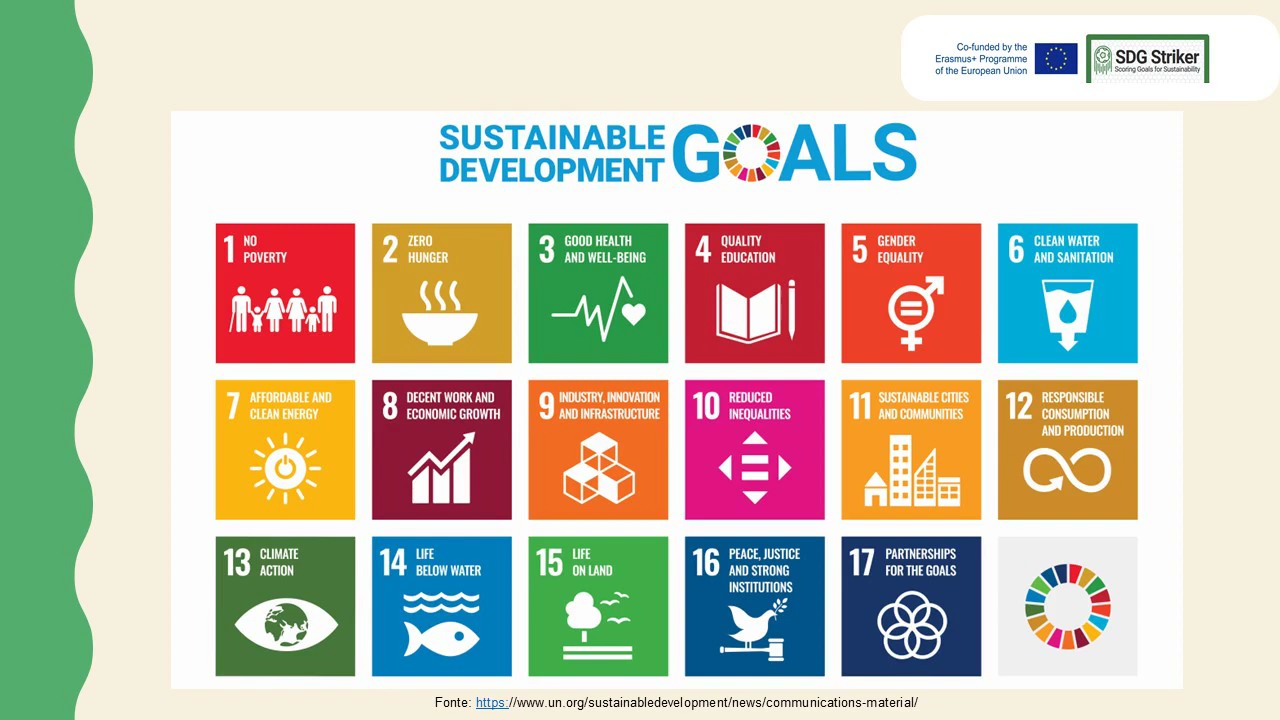 Co-funded by the
Erasmus+ Programme
of the European Union
SDG Striker
Scoring Goals for Sustainability
SUSTAINABLE
DEVELOPMENT
GOALS
1 NO
POVERTY
2 ZERO
HUNGER
3 GOOD HEALTH
AND WELL-BEING
4 QUALITY
EDUCATION
5 GENDER
EQUALITY
6 CLEAN WATER
AND SANITATION
7 AFFORDABLE AND
CLEAN ENERGY
8 DECENT WORK AND
ECONOMIC GROWTH
9 INDUSTRY, INNOVATION
AND INFRASTRUCTURE
10 REDUCED
INEQUALITIES
11 SUSTAINABLE CITIES
AND COMMUNITIES
12 RESPONSIBLE
CONSUMPTION
AND PRODUCTION
13 CLIMATE
ACTION
14 LIFE
BELOW WATER
15 LIFE
ON LAND
16 PEACE, JUSTICE
AND STRONG
INSTITUTIONS
17 PARTNERSHIPS
FOR THE GOALS
Fonte: https://www.un.org/sustainabledevelopment/news/communications-material/